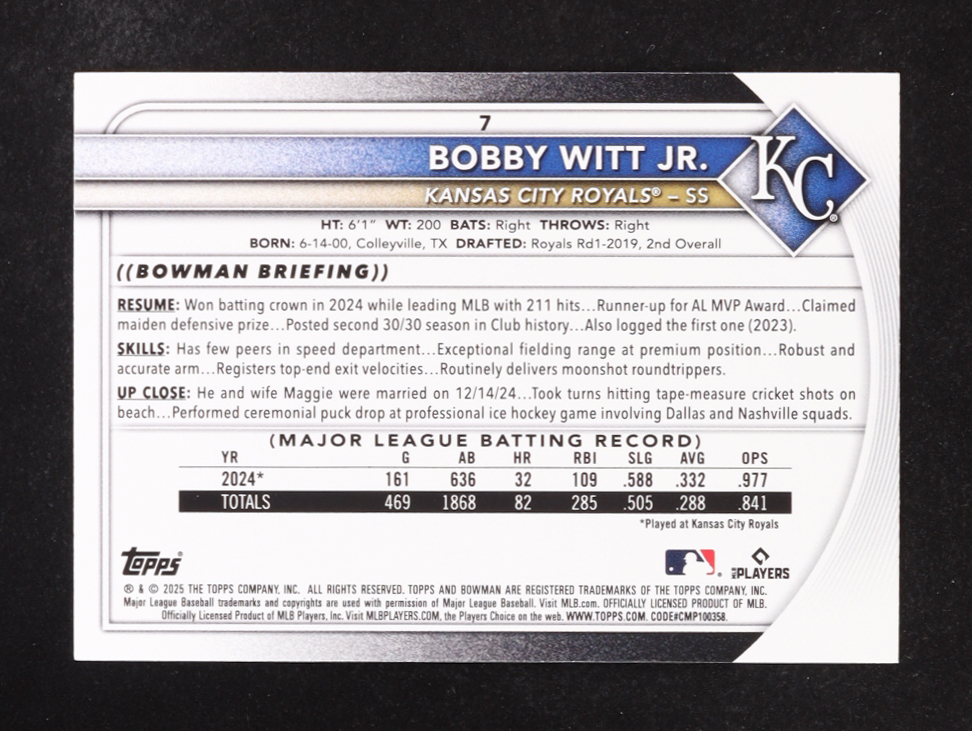 7
BOBBY WITT JR.
KANSAS CITY ROYALS® – SS
KC®
HT: 6'1" WT: 200 BATS: Right THROWS: Right
BORN: 6-14-00, Colleyville, TX DRAFTED: Royals Rd1-2019, 2nd Overall
((BOWMAN BRIEFING))
RESUME: Won batting crown in 2024 while leading MLB with 211 hits...Runner-up for AL MVP Award...Claimed
maiden defensive prize...Posted second 30/30 season in Club history...Also logged the first one (2023).
SKILLS: Has few peers in speed department...Exceptional fielding range at premium position...Robust and
accurate arm...Registers top-end exit velocities...Routinely delivers moonshot roundtrippers.
UP CLOSE: He and wife Maggie were married on 12/14/24...Took turns hitting tape-measure cricket shots on
beach...Performed ceremonial puck drop at professional ice hockey game involving Dallas and Nashville squads.
(MAJOR LEAGUE BATTING RECORD)
YR G AB HR RBI SLG AVG OPS
2024* 161 636 32 109 .588 .332 .977
TOTALS 469 1868 82 285 .505 .288 .841
*Played at Kansas City Royals
Topps® MLB PLAYERS
® & © 2025 THE TOPPS COMPANY, INC. ALL RIGHTS RESERVED. TOPPS AND BOWMAN ARE REGISTERED TRADEMARKS OF THE TOPPS COMPANY, INC.
Major League Baseball trademarks and copyrights are used with permission of Major League Baseball. Visit MLB.com. OFFICIALLY LICENSED PRODUCT OF MLB.
Officially Licensed Product of MLB Players, Inc. Visit MLBPLAYERS.COM, the Players Choice on the web. WWW.TOPPS.COM. CODE#CMP100358.